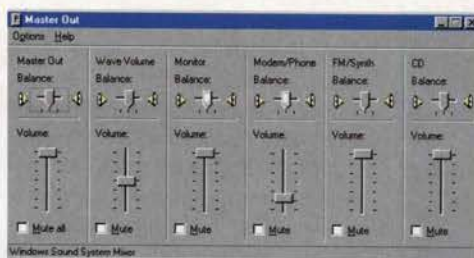 Master Out
Options Help
Master Out Wave Volume Monitor Modem/Phone FM/Synth CD
Balance: Balance: Balance: Balance: Balance: Balance:
Volume: Volume: Volume: Volume: Volume: Volume:
Mute all Mute Mute Mute Mute Mute
Windows Sound System Mixer